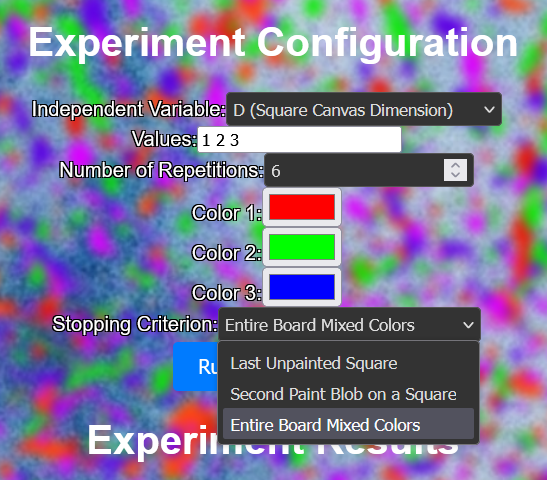 Experiment Configuration
Independent Variable: D (Square Canvas Dimension)
Values: 1 2 3
Number of Repetitions: 6
Color 1:
Color 2:
Color 3:
Stopping Criterion: Entire Board Mixed Colors
Last Unpainted Square
Ru
Second Paint Blob on a Square
Entire Board Mixed Colors
Experiment Results